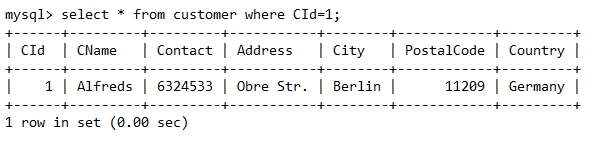 mysql> select * from customer where CId=1;
+------+---------+---------+-----------+--------+------------+---------+
| CId | CName | Contact | Address | City | PostalCode | Country |
+------+---------+---------+-----------+--------+------------+---------+
| 1 | Alfreds | 6324533 | Obre Str. | Berlin | 11209 | Germany |
+------+---------+---------+-----------+--------+------------+---------+
1 row in set (0.00 sec)